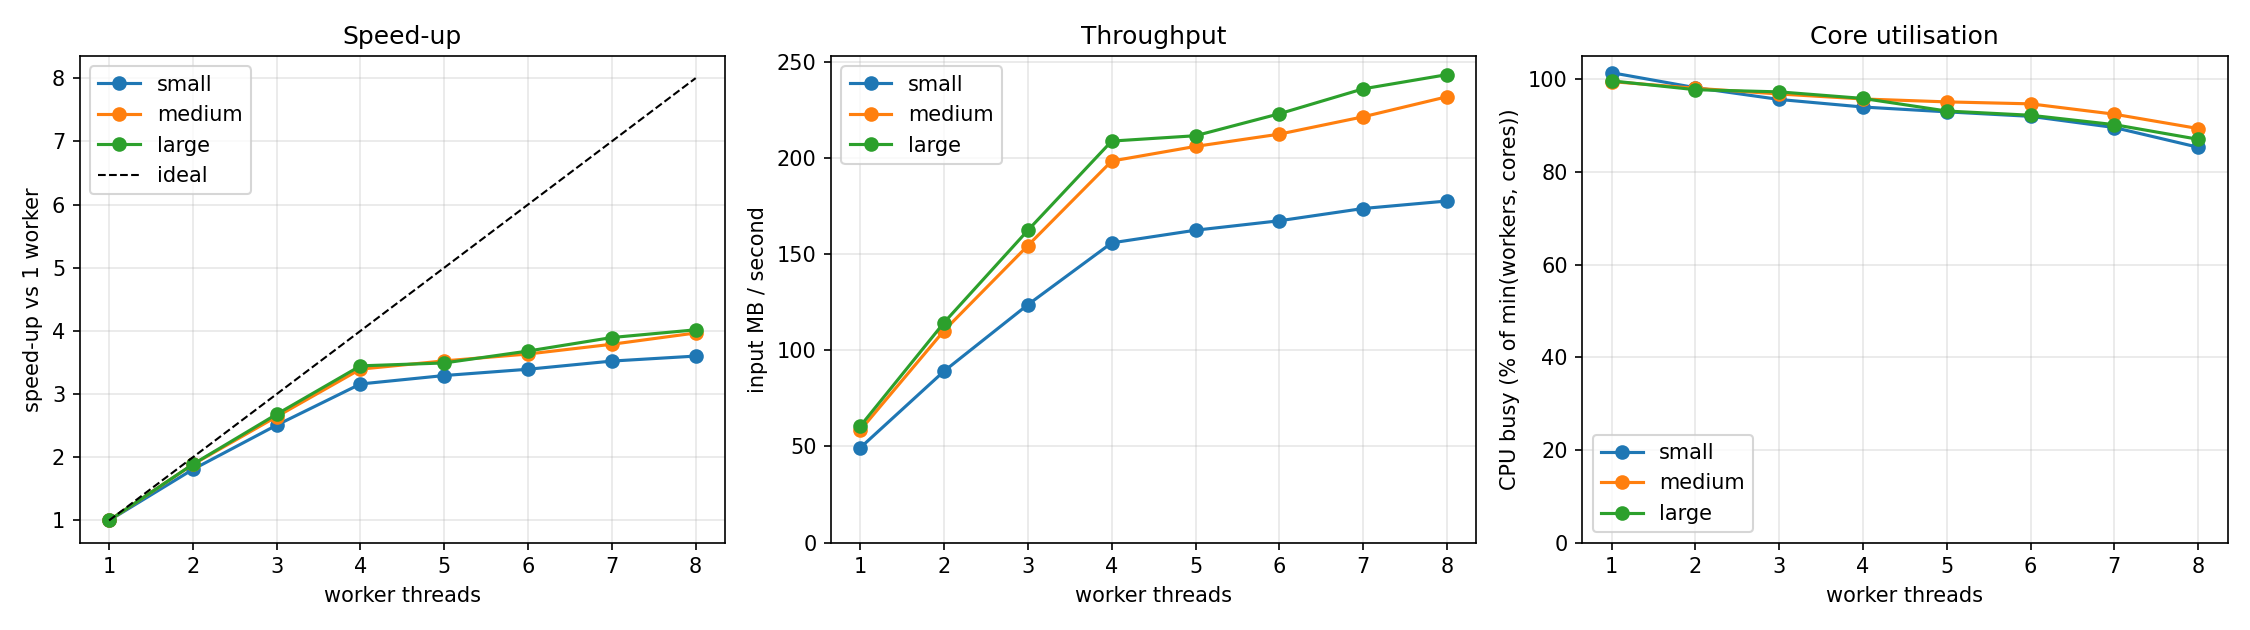 Speed-up
speed-up vs 1 worker
8
7
6
5
4
3
2
1
small
medium
large
ideal
1 2 3 4 5 6 7 8
worker threads
Throughput
input MB / second
250
200
150
100
50
0
small
medium
large
1 2 3 4 5 6 7 8
worker threads
Core utilisation
CPU busy (% of min(workers, cores))
100
80
60
40
20
0
small
medium
large
1 2 3 4 5 6 7 8
worker threads